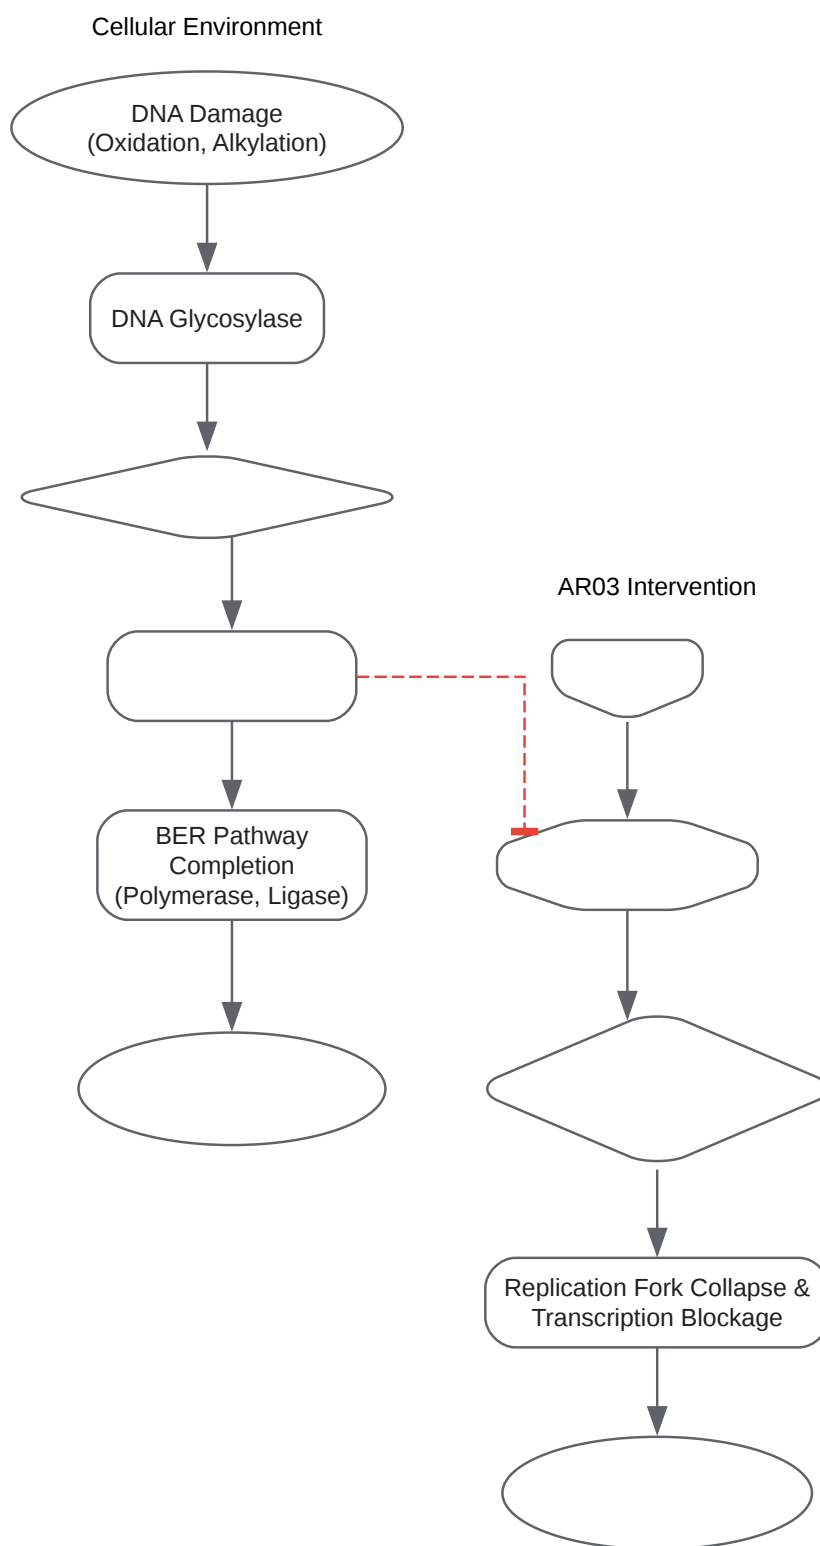 Cellular Environment
DNA Damage
(Oxidation, Alkylation)
DNA Glycosylase
AR03 Intervention
BER Pathway
Completion
(Polymerase, Ligase)
Replication Fork Collapse &
Transcription Blockage